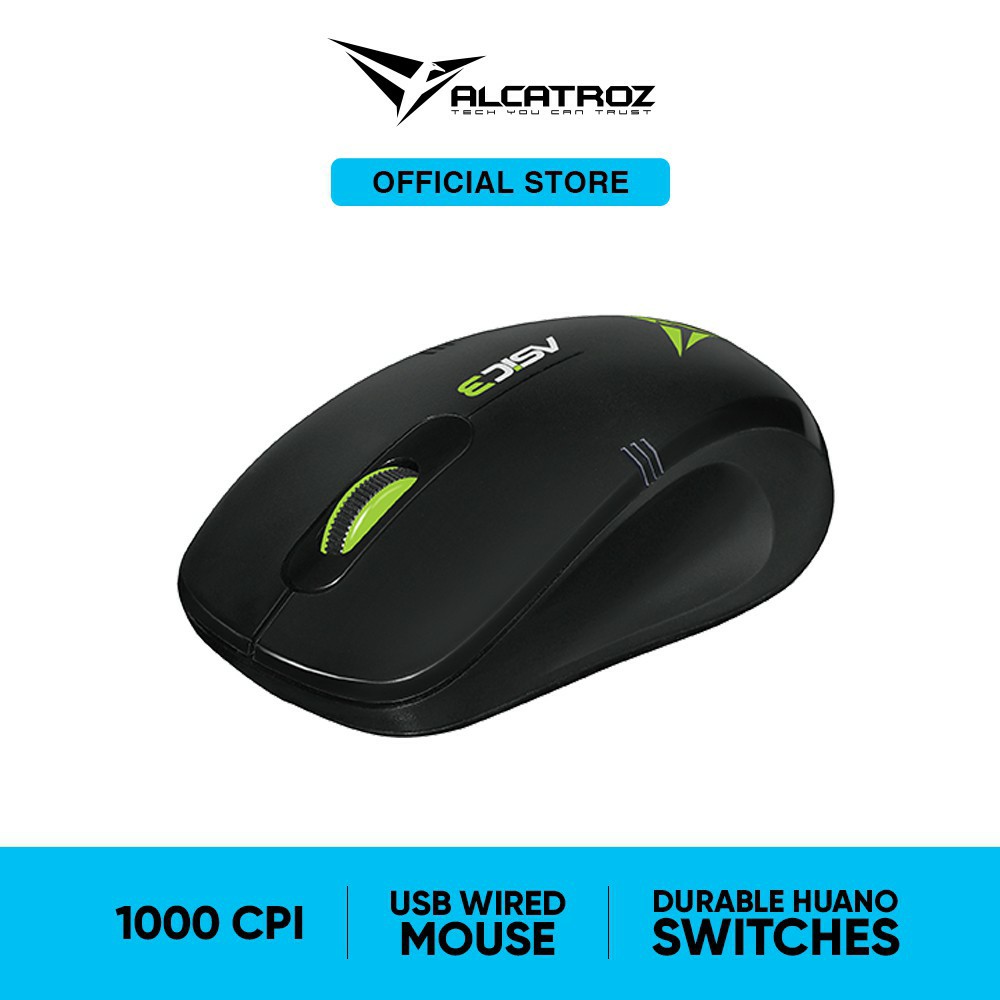 ALCATROZ
TECH YOU CAN TRUST
OFFICIAL STORE
ASIC3
1000 CPI
USB WIRED
MOUSE
DURABLE HUANO
SWITCHES